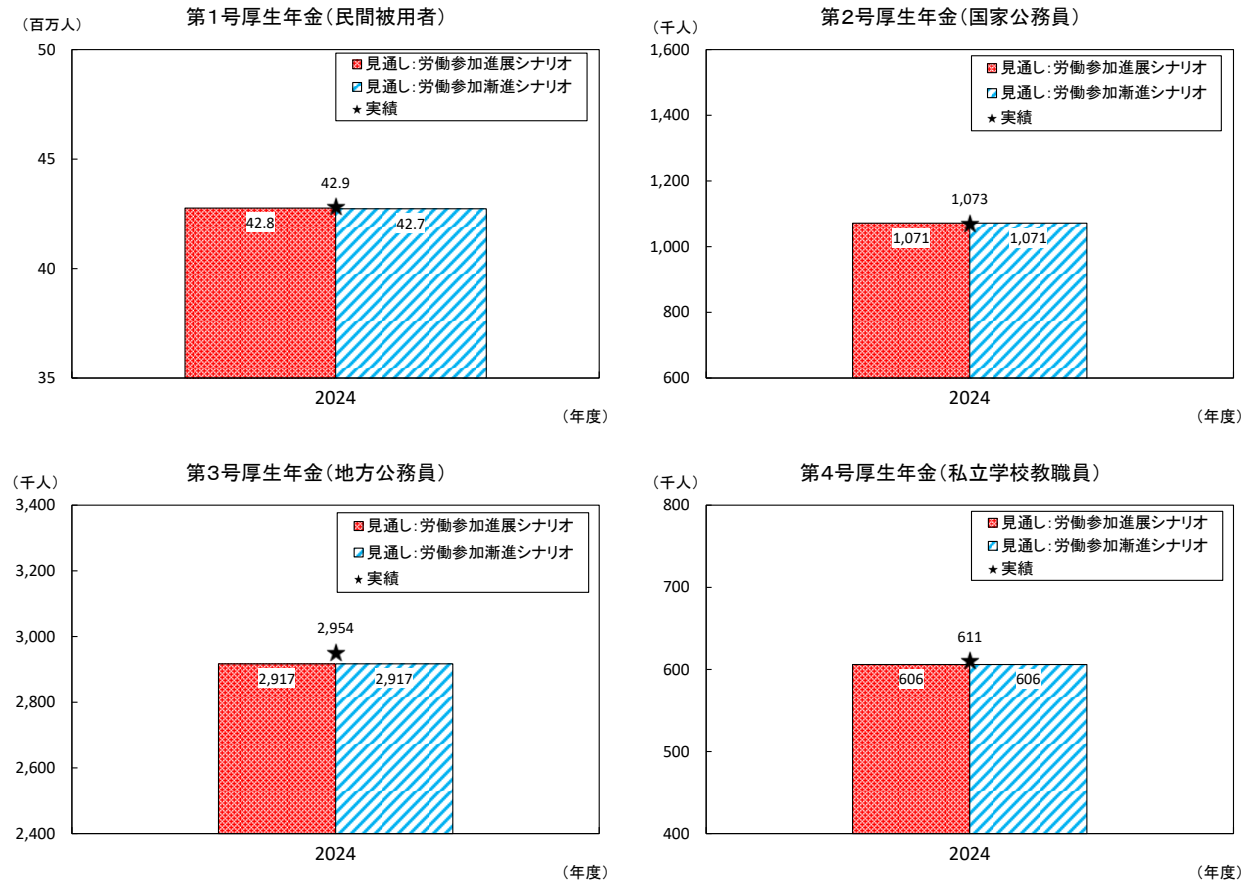 第1号厚生年金(民間被用者)
(百万人)
50
45
40
35
見通し:労働参加進展シナリオ
見通し:労働参加漸進シナリオ
★実績
42.9
42.8
42.7
2024
(年度)
第2号厚生年金(国家公務員)
(千人)
1,600
1,400
1,200
1,000
800
600
見通し:労働参加進展シナリオ
見通し:労働参加漸進シナリオ
★実績
1,073
1,071
1,071
2024
(年度)
第3号厚生年金(地方公務員)
(千人)
3,400
3,200
3,000
2,800
2,600
2,400
見通し:労働参加進展シナリオ
見通し:労働参加漸進シナリオ
★実績
2,954
2,917
2,917
2024
(年度)
第4号厚生年金(私立学校教職員)
(千人)
800
700
600
500
400
見通し:労働参加進展シナリオ
見通し:労働参加漸進シナリオ
★実績
611
606
606
2024
(年度)